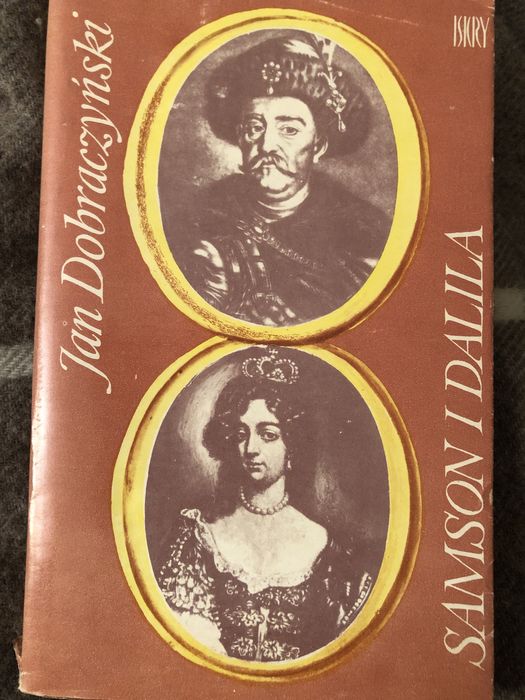 Jan Dobraczyński
ISKRY
SAMSON I DALILA